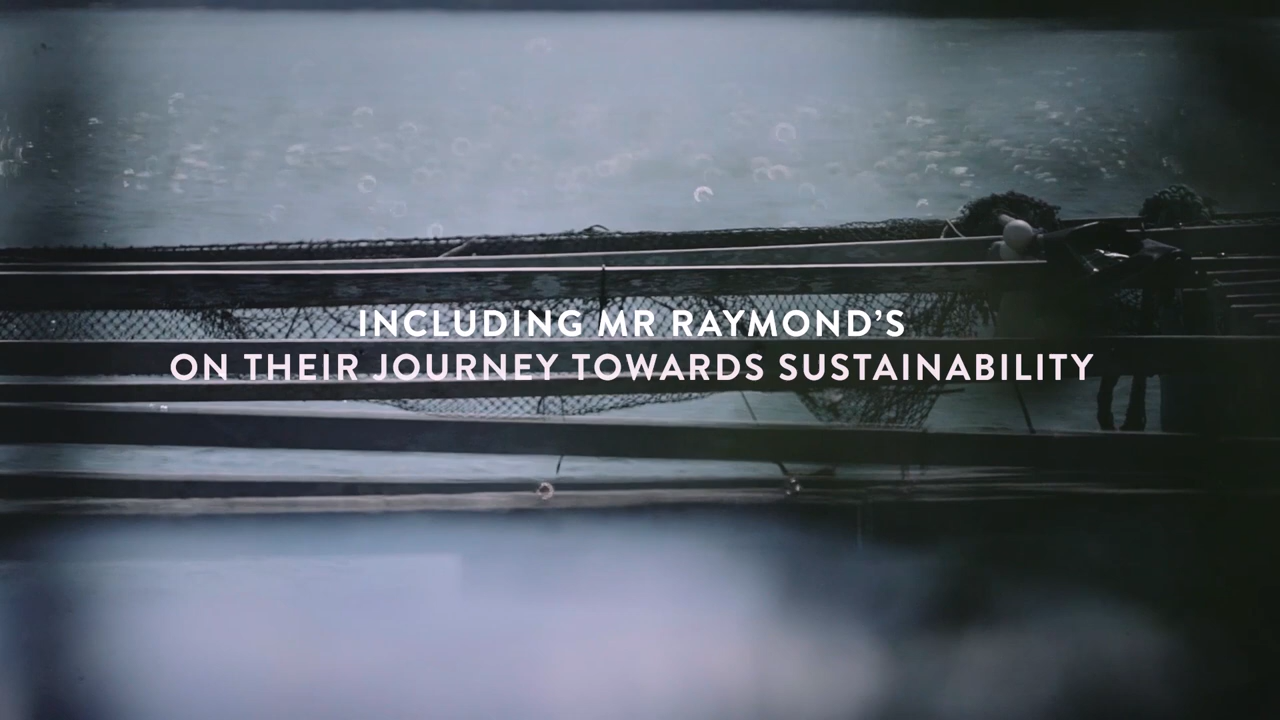 INCLUDING MR RAYMOND’S
ON THEIR JOURNEY TOWARDS SUSTAINABILITY